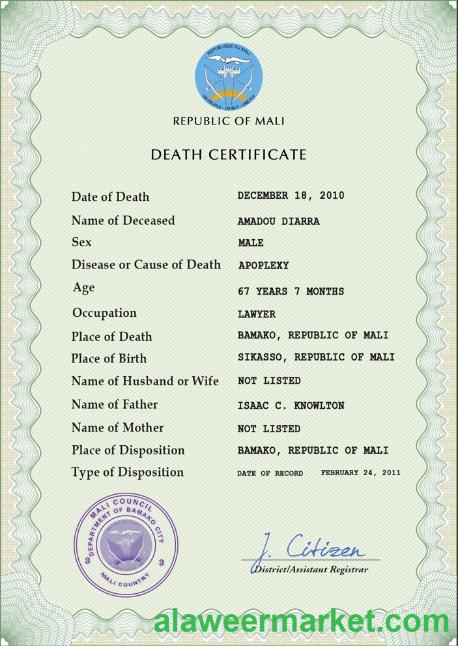 REPUBLIC OF MALI
DEATH CERTIFICATE
Date of Death DECEMBER 18, 2010
Name of Deceased AMADOU DIARRA
Sex MALE
Disease or Cause of Death APOPLEXY
Age 67 YEARS 7 MONTHS
Occupation LAWYER
Place of Death BAMAKO, REPUBLIC OF MALI
Place of Birth SIKASSO, REPUBLIC OF MALI
Name of Husband or Wife NOT LISTED
Name of Father ISAAC C. KNOWLTON
Name of Mother NOT LISTED
Place of Disposition BAMAKO, REPUBLIC OF MALI
Type of Disposition DATE OF RECORD FEBRUARY 24, 2011
MALI COUNCIL
DEPARTMENT OF BAMAKO CITY
MALI COUNTRY
J. Citizen
District/Assistant Registrar
alaweermarket.com